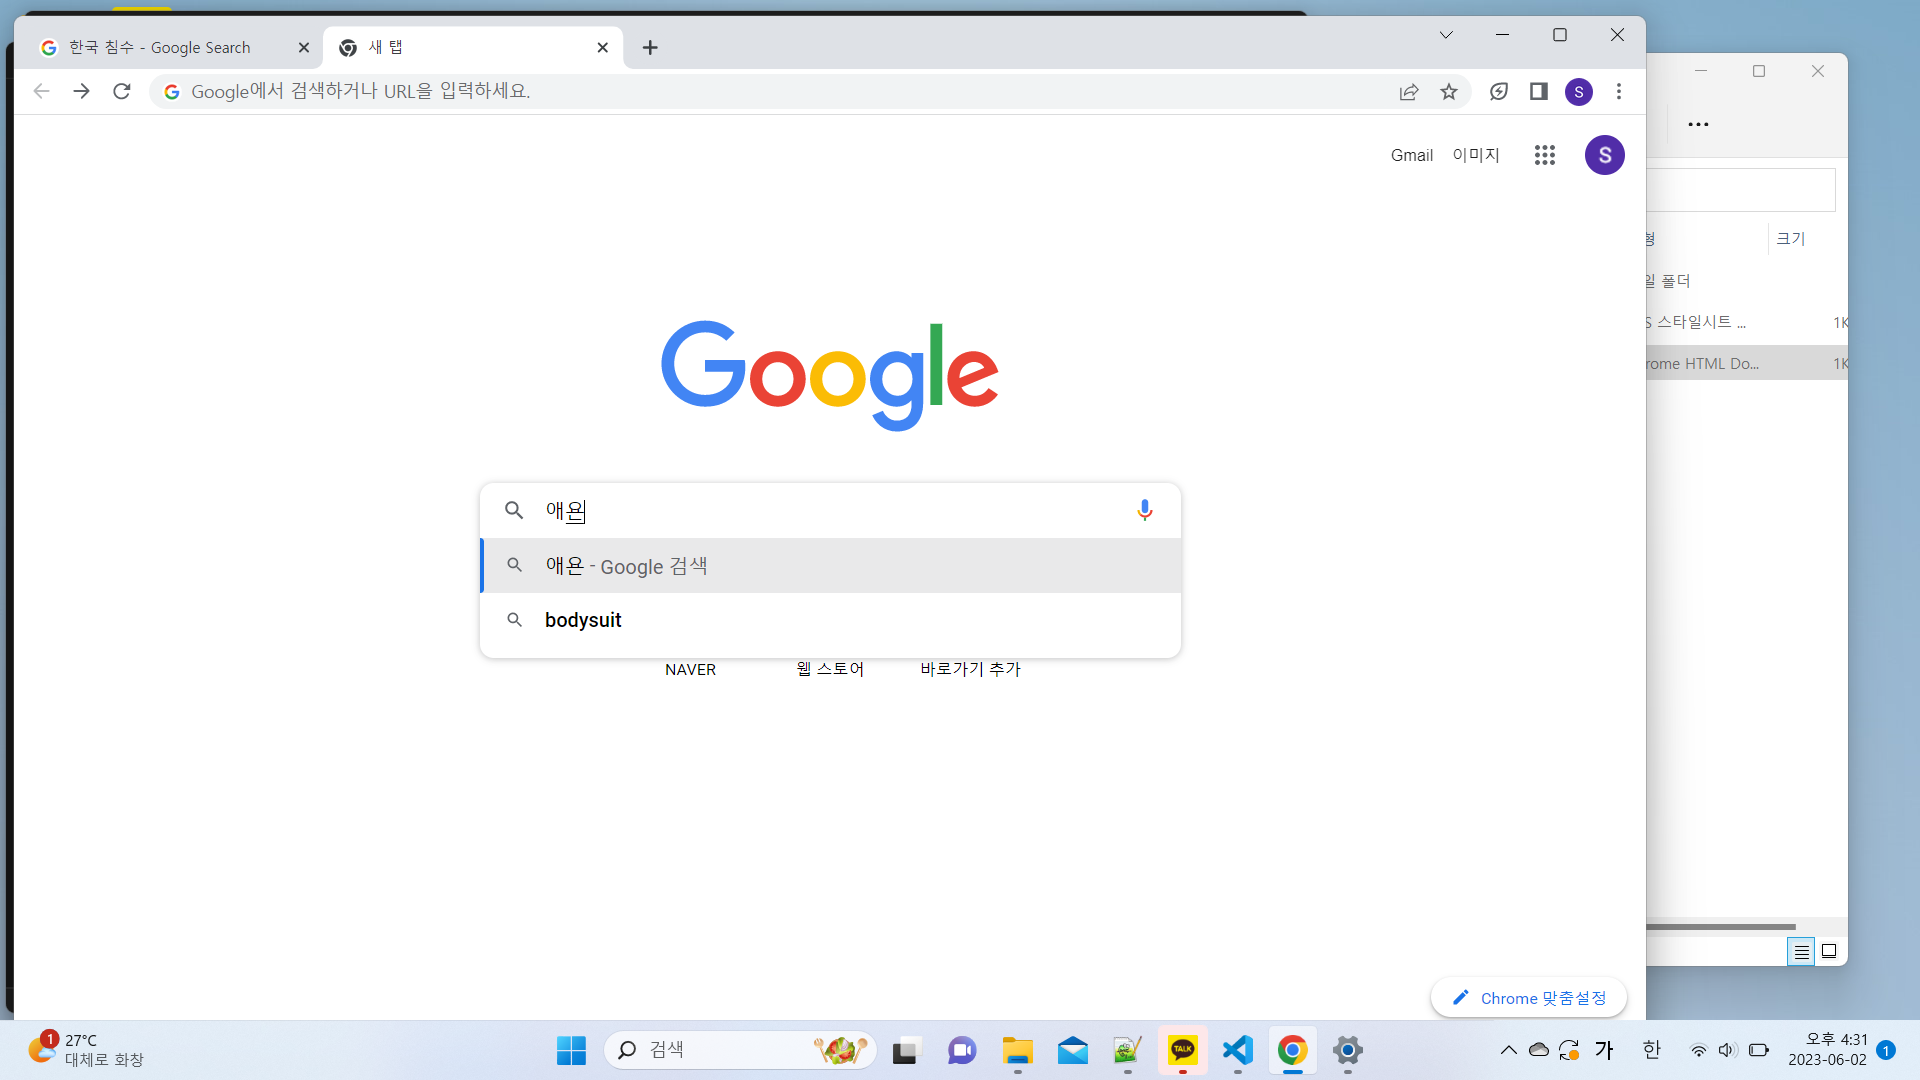 한국 침수 - Google Search
새 탭
Google에서 검색하거나 URL을 입력하세요.
S
Gmail
이미지
S
Google
애욘
애욘 - Google 검색
bodysuit
NAVER
웹 스토어
바로가기 추가
Chrome 맞춤설정
형
크기
일 폴더
S 스타일시트 ...
1K
rome HTML Do...
1K
1
27°C
대체로 화창
검색
TALK
가
한
오후 4:31
2023-06-02
1